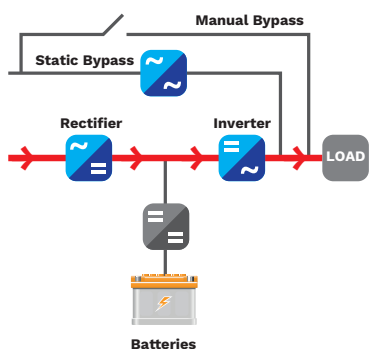 Manual Bypass
Static Bypass
Rectifier
Inverter
LOAD
Batteries